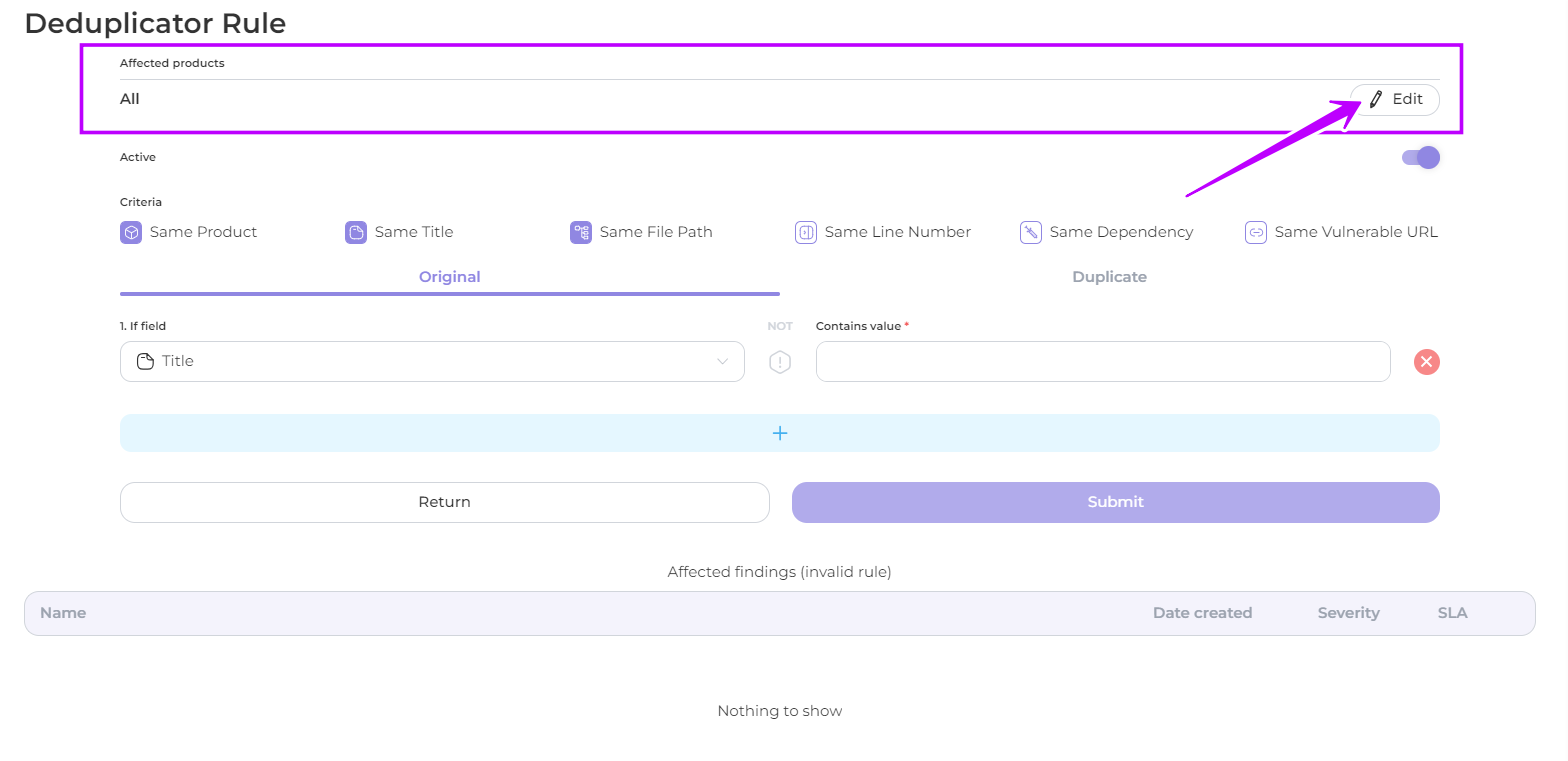 Deduplicator Rule
Affected products
All Edit
Active
Criteria
Same Product Same Title Same File Path Same Line Number Same Dependency Same Vulnerable URL
Original Duplicate
1. If field NOT Contains value *
Title
+
Return Submit
Affected findings (invalid rule)
Name Date created Severity SLA
Nothing to show